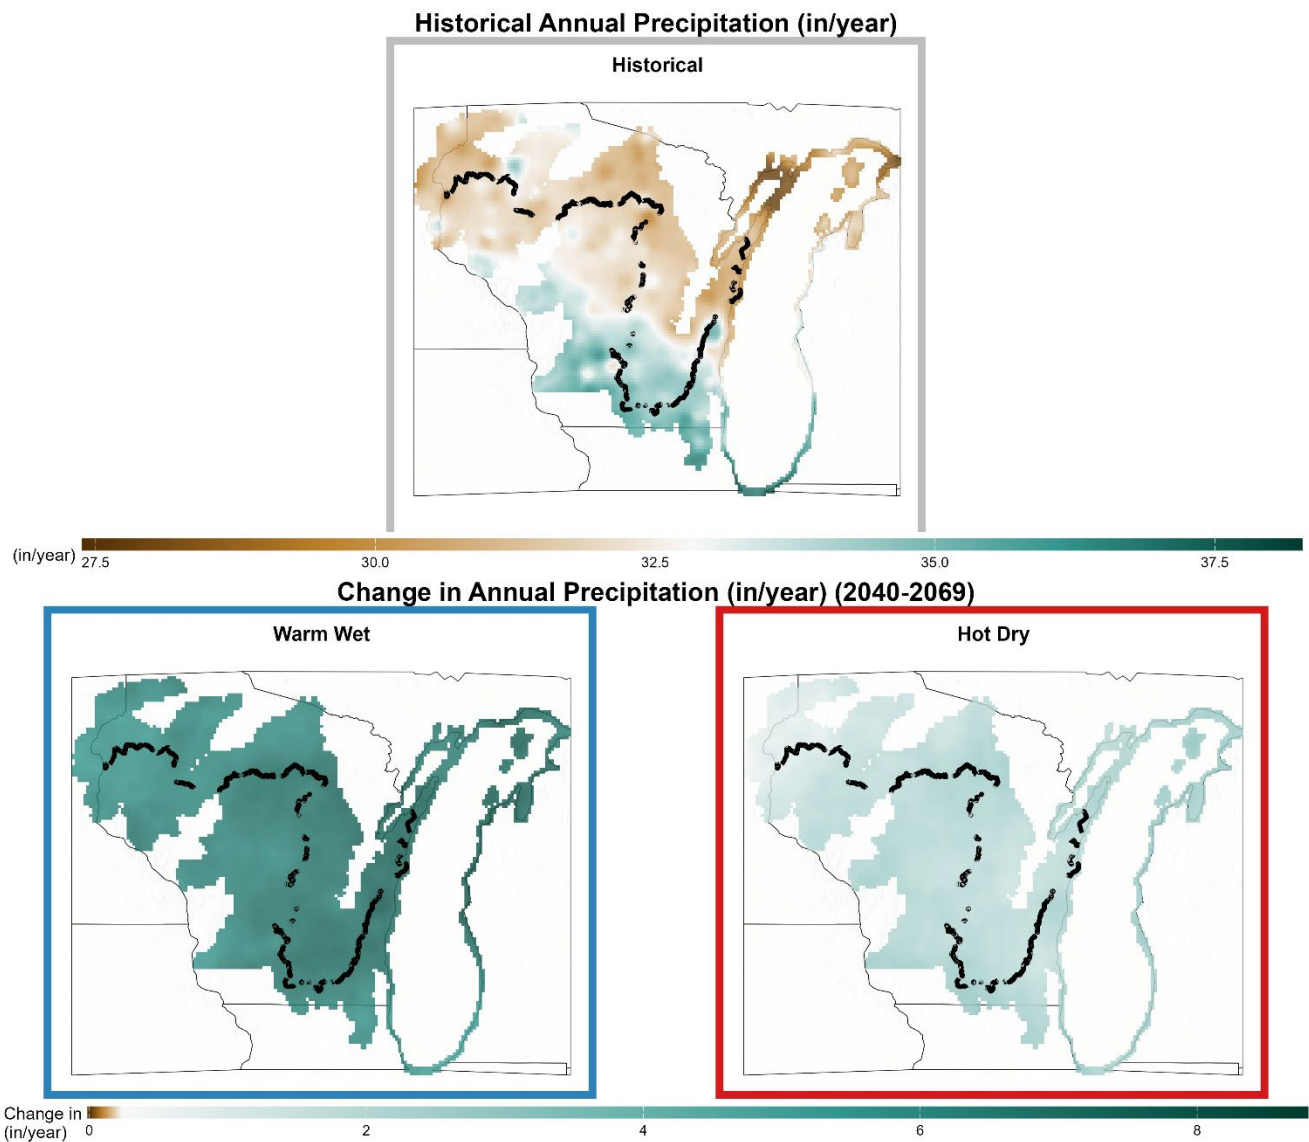 Historical Annual Precipitation (in/year)
Historical
(in/year)
27.5 30.0 32.5 35.0 37.5
Change in Annual Precipitation (in/year) (2040-2069)
Warm Wet Hot Dry
Change in
(in/year) 0 2 4 6 8